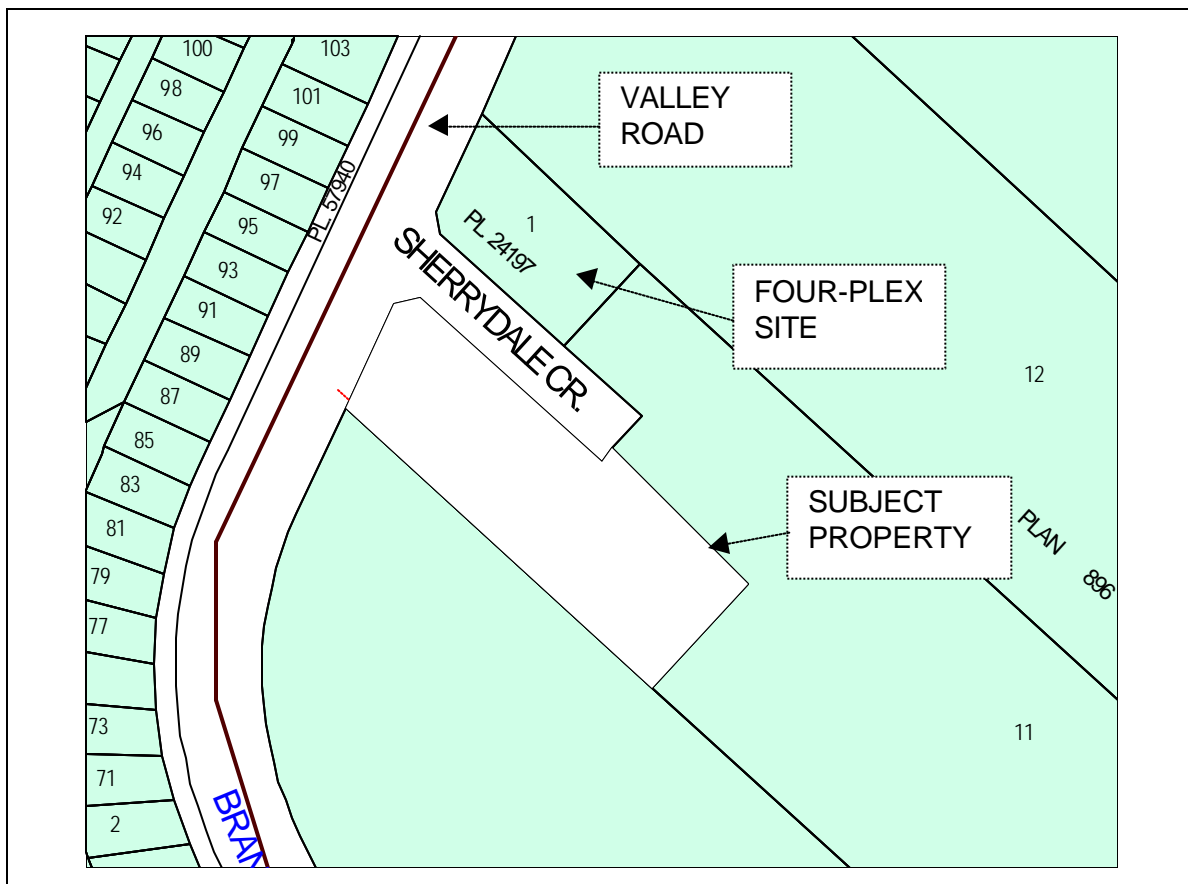 100
98
96
94
92
103
101
99
97
95
93
91
89
87
85
83
81
79
77
73
71
2
PL. 57940
VALLEY
ROAD
1
PL. 24197
SHERRYDALE CR.
FOUR-PLEX
SITE
12
SUBJECT
PROPERTY
PLAN 896
11
BRAN